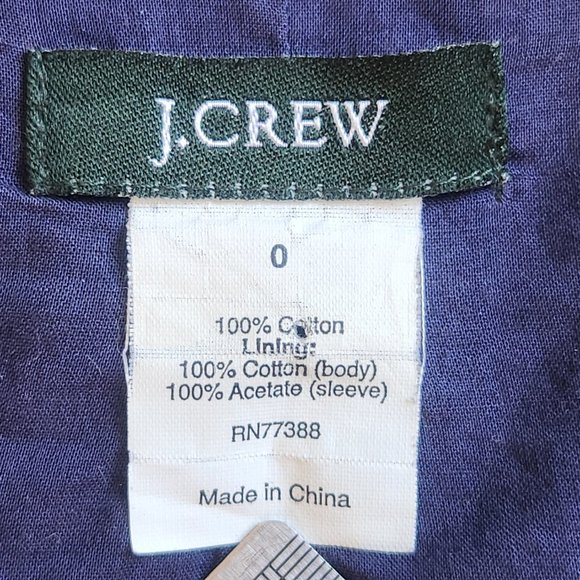 J.CREW
0
100% Cotton
Lining:
100% Cotton (body)
100% Acetate (sleeve)
RN77388
Made in China